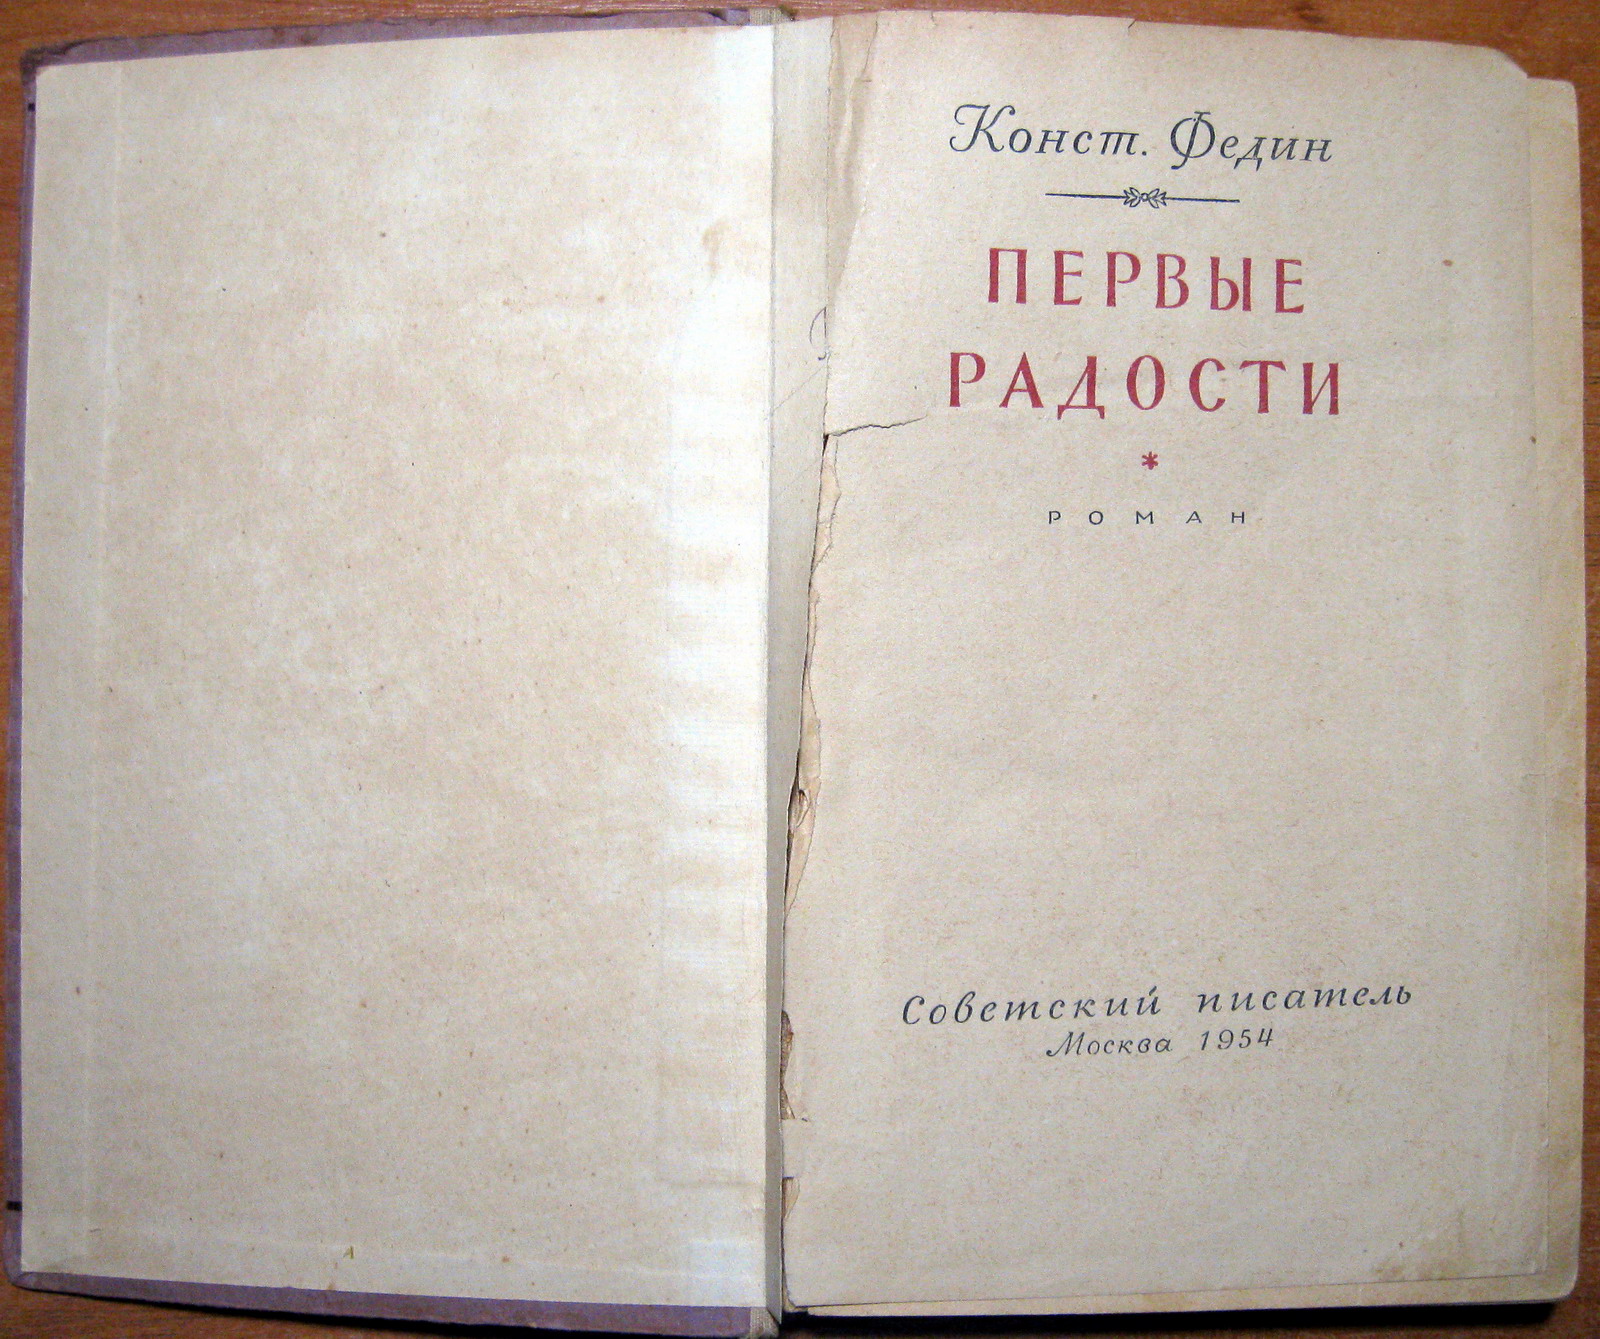 Конст. Федин
ПЕРВЫЕ
РАДОСТИ
*
РОМАН
Советский писатель
Москва 1954